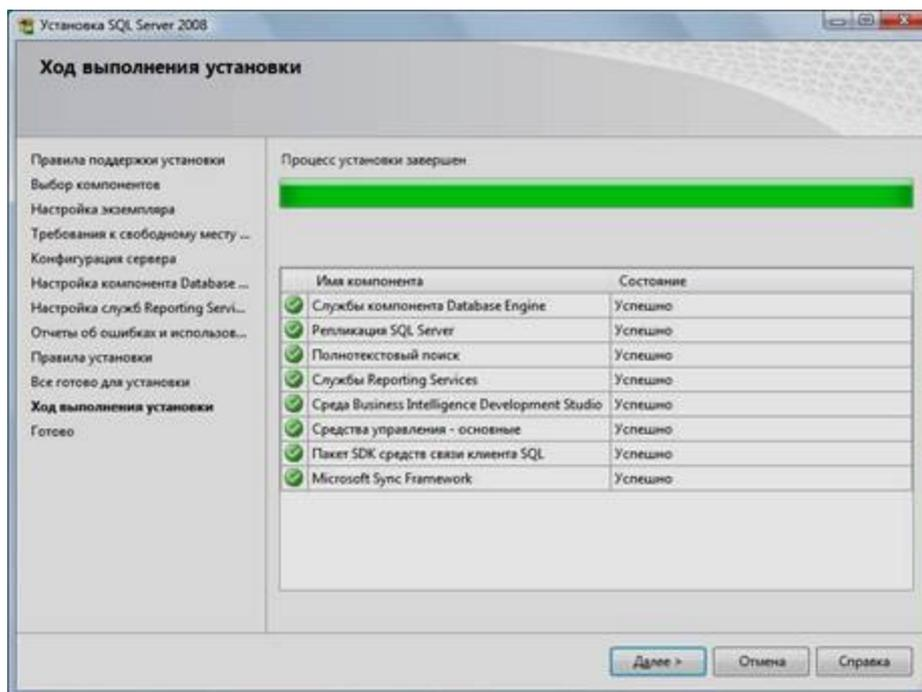 Установка SQL Server 2008
Ход выполнения установки
Правила поддержки установки
Выбор компонентов
Настройка экземпляра
Требования к свободному месту ...
Конфигурация сервера
Настройка компонента Database ...
Настройка служб Reporting Servi...
Отчеты об ошибках и использов...
Правила установки
Все готово для установки
Ход выполнения установки
Готово
Процесс установки завершен
Имя компонента Состояние
Службы компонента Database Engine Успешно
Репликация SQL Server Успешно
Полнотекстовый поиск Успешно
Службы Reporting Services Успешно
Среда Business Intelligence Development Studio Успешно
Средства управления - основные Успешно
Пакет SDK средств связи клиента SQL Успешно
Microsoft Sync Framework Успешно
Далее > Отмена Справка